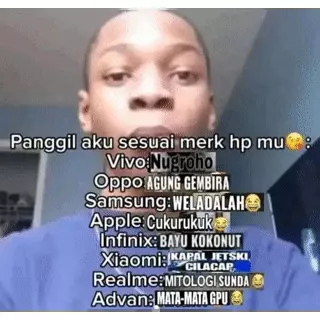 Panggil aku sesuai merk hp mu😘:
Vivo:Nugroho
Oppo:AGUNG GEMBIRA
Samsung:WELADALAH😂
Apple:Cukurukuk😂
Infinix:BAYU KOKONUT
Xiaomi:KAPAL JETSKI
CILACAP
Realme:MITOLOGI SUNDA😂
Advan:MATA-MATA GPU😂